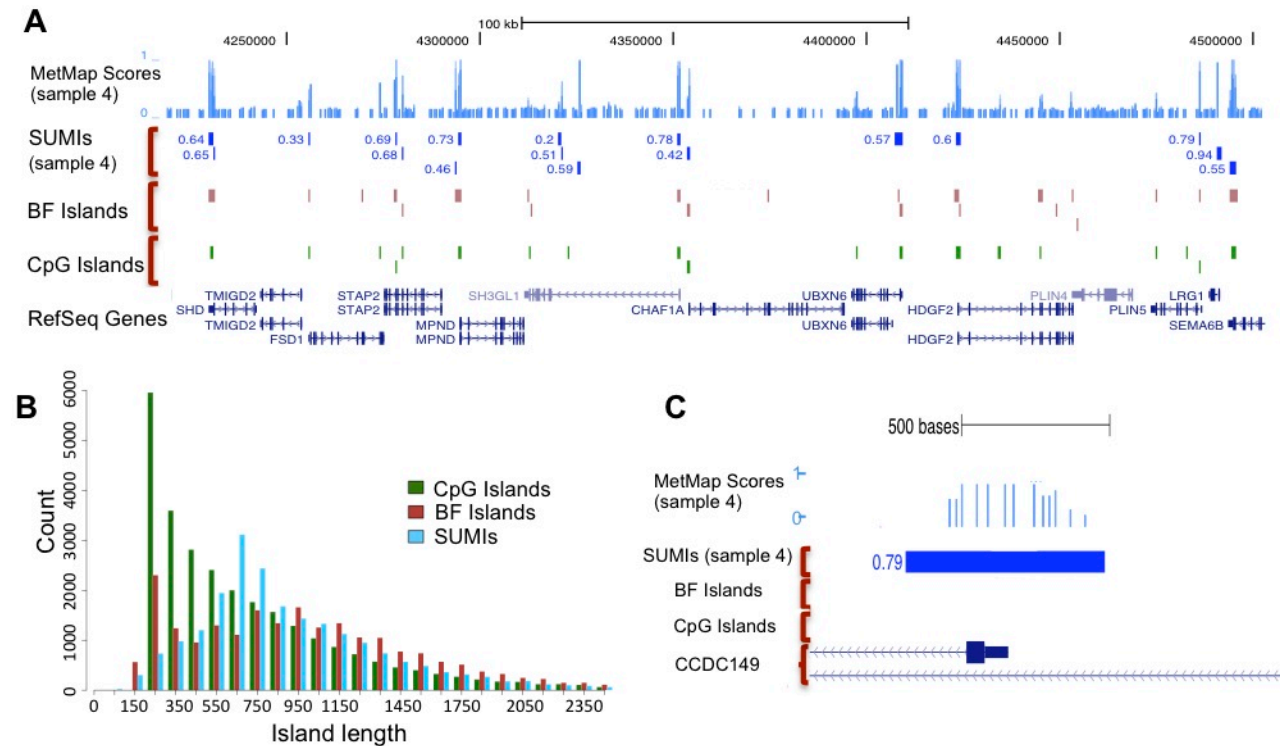 A
100 kb
4250000 4300000 4350000 4400000 4450000 4500000
1
MetMap Scores
(sample 4)
0
SUMIs
(sample 4)
0.64 0.33 0.69 0.73 0.2 0.78 0.57 0.6 0.79
0.65 0.68 0.51 0.42 0.94
0.46 0.59 0.55
BF Islands
CpG Islands
RefSeq Genes
TMIGD2 STAP2 SH3GL1 UBXN6 PLIN4 LRG1
SHD STAP2 CHAF1A HDGF2 PLIN5
TMIGD2 MPND UBXN6 SEMA6B
FSD1 MPND HDGF2
B
Count
0 1000 2000 3000 4000 5000 6000
CpG Islands
BF Islands
SUMIs
0 150 350 550 750 950 1150 1450 1750 2050 2350
Island length
C
500 bases
MetMap Scores
(sample 4)
1
0
SUMIs (sample 4)
0.79
BF Islands
CpG Islands
CCDC149